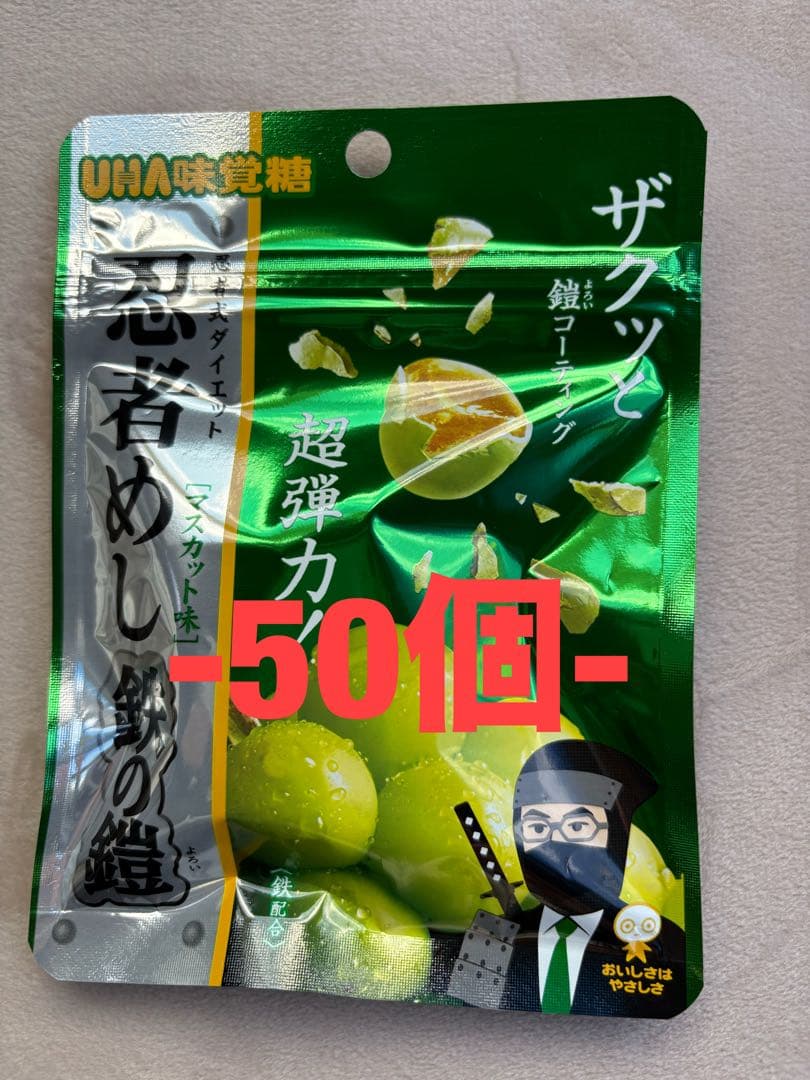 UHA味覚糖
ザクッと
鎧コーティング
よろい
超弾力!
忍者式ダイエット
忍者めし
鉄の鎧
よろい
[マスカット味]
-50個-
〈鉄配合〉
おいしさは
やさしさ